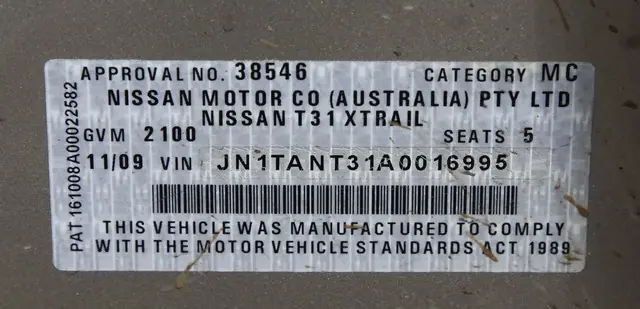 APPROVAL NO. 38546 CATEGORY MC
NISSAN MOTOR CO (AUSTRALIA) PTY LTD
NISSAN T31 XTRAIL
GVM 2100 SEATS 5
11/09 VIN JN1TANT31A0016995
THIS VEHICLE WAS MANUFACTURED TO COMPLY
WITH THE MOTOR VEHICLE STANDARDS ACT 1989
PAT 161008A00022582